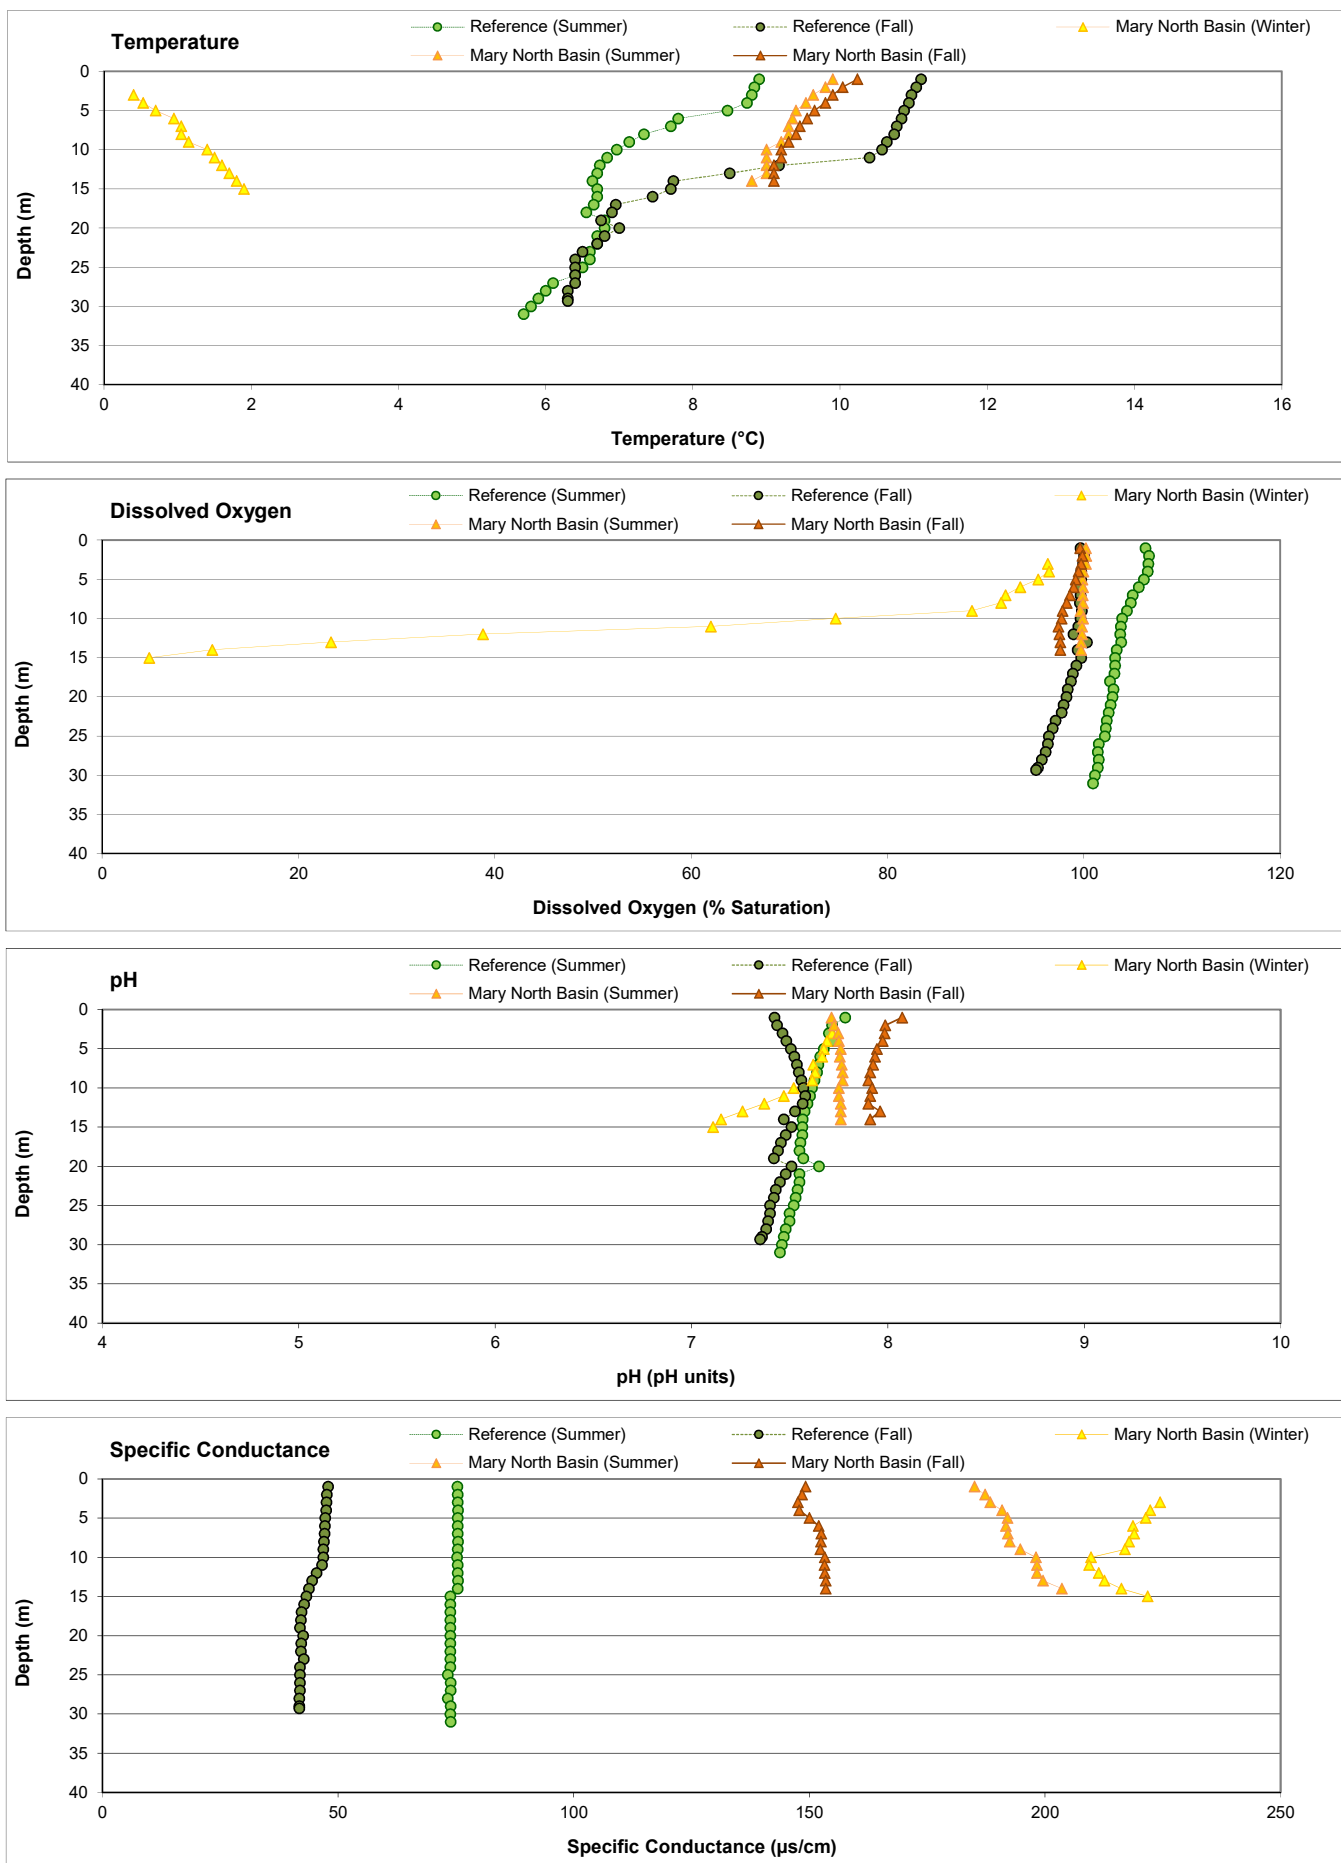 Temperature
Reference (Summer)
Reference (Fall)
Mary North Basin (Winter)
Mary North Basin (Summer)
Mary North Basin (Fall)
Depth (m)
0
5
10
15
20
25
30
35
40
0 2 4 6 8 10 12 14 16
Temperature (°C)
Dissolved Oxygen
Reference (Summer)
Reference (Fall)
Mary North Basin (Winter)
Mary North Basin (Summer)
Mary North Basin (Fall)
Depth (m)
0
5
10
15
20
25
30
35
40
0 20 40 60 80 100 120
Dissolved Oxygen (% Saturation)
pH
Reference (Summer)
Reference (Fall)
Mary North Basin (Winter)
Mary North Basin (Summer)
Mary North Basin (Fall)
Depth (m)
0
5
10
15
20
25
30
35
40
4 5 6 7 8 9 10
pH (pH units)
Specific Conductance
Reference (Summer)
Reference (Fall)
Mary North Basin (Winter)
Mary North Basin (Summer)
Mary North Basin (Fall)
Depth (m)
0
5
10
15
20
25
30
35
40
0 50 100 150 200 250
Specific Conductance (µs/cm)